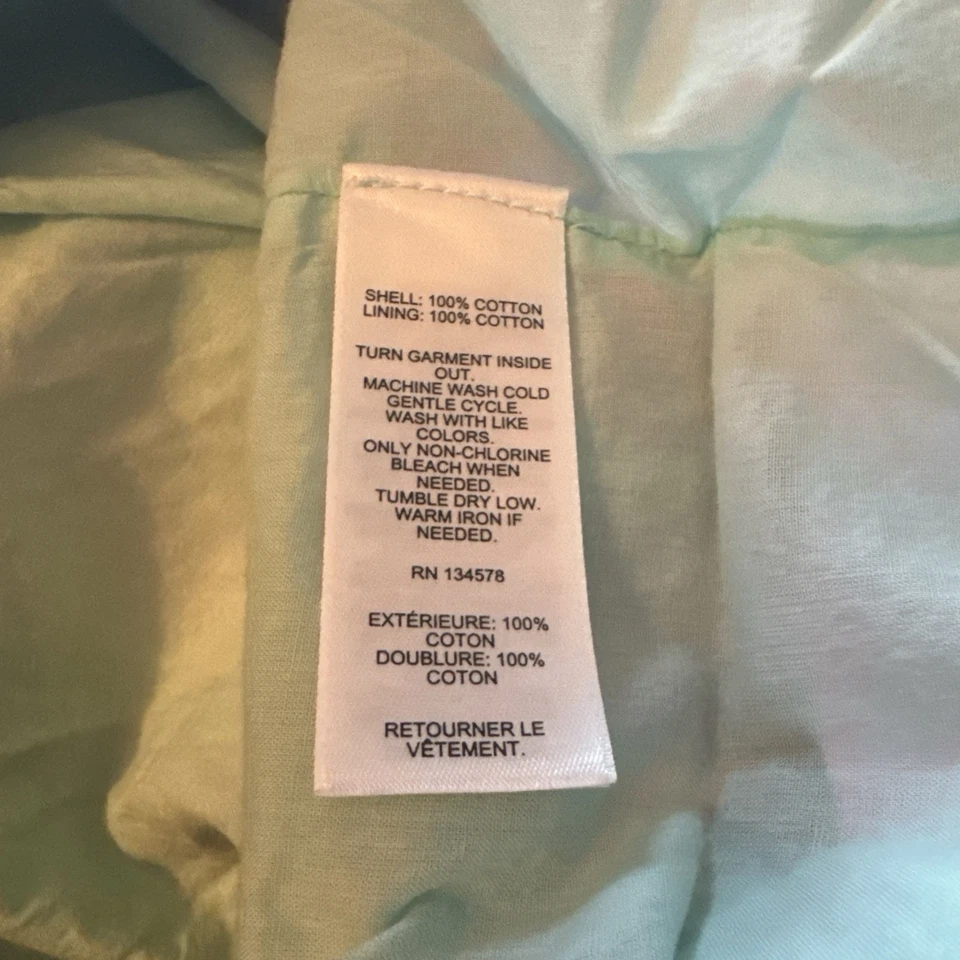 SHELL: 100% COTTON
LINING: 100% COTTON
TURN GARMENT INSIDE
OUT.
MACHINE WASH COLD
GENTLE CYCLE.
WASH WITH LIKE
COLORS.
ONLY NON-CHLORINE
BLEACH WHEN
NEEDED.
TUMBLE DRY LOW.
WARM IRON IF
NEEDED.
RN 134578
EXTÉRIEURE: 100%
COTON
DOUBLURE: 100%
COTON
RETOURNER LE
VÊTEMENT.